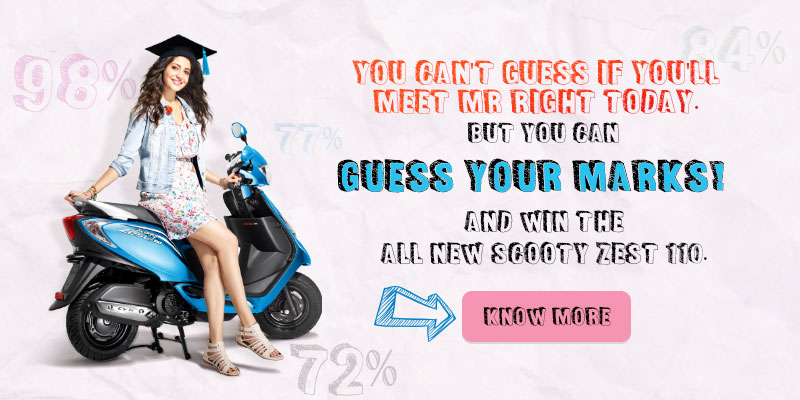 98%
84%
77%
72%
YOU CAN'T GUESS IF YOU'LL
MEET MR RIGHT TODAY.
BUT YOU CAN
GUESS YOUR MARKS!
AND WIN THE
ALL NEW SCOOTY ZEST 110.
KNOW MORE